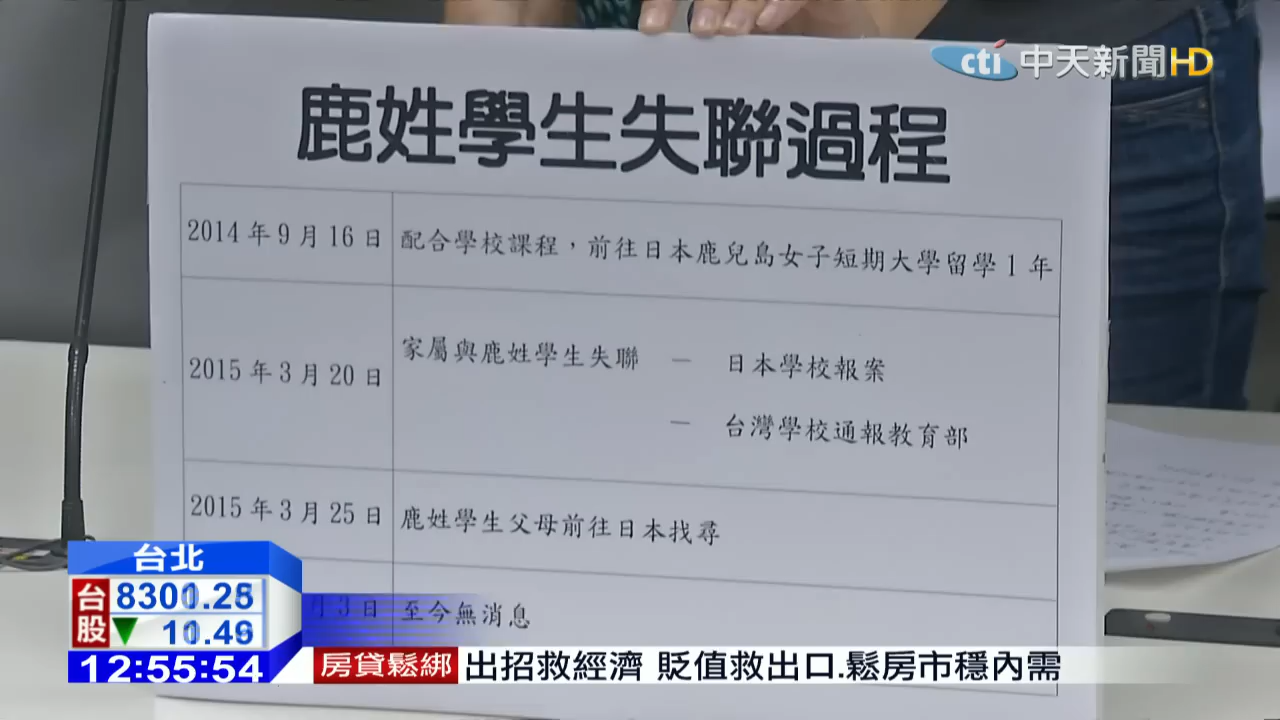 cti 中天新聞HD
鹿姓學生失聯過程
2014年9月16日 配合學校課程，前往日本鹿兒島女子短期大學留學1年
2015年3月20日 家屬與鹿姓學生失聯 — 日本學校報案
— 台灣學校通報教育部
2015年3月25日 鹿姓學生父母前往日本找尋
月3日 至今無消息
台北
台股 8300.25
▼ 10.49
12:55:54
房貸鬆綁 出招救經濟 貶值救出口.鬆房市穩內需